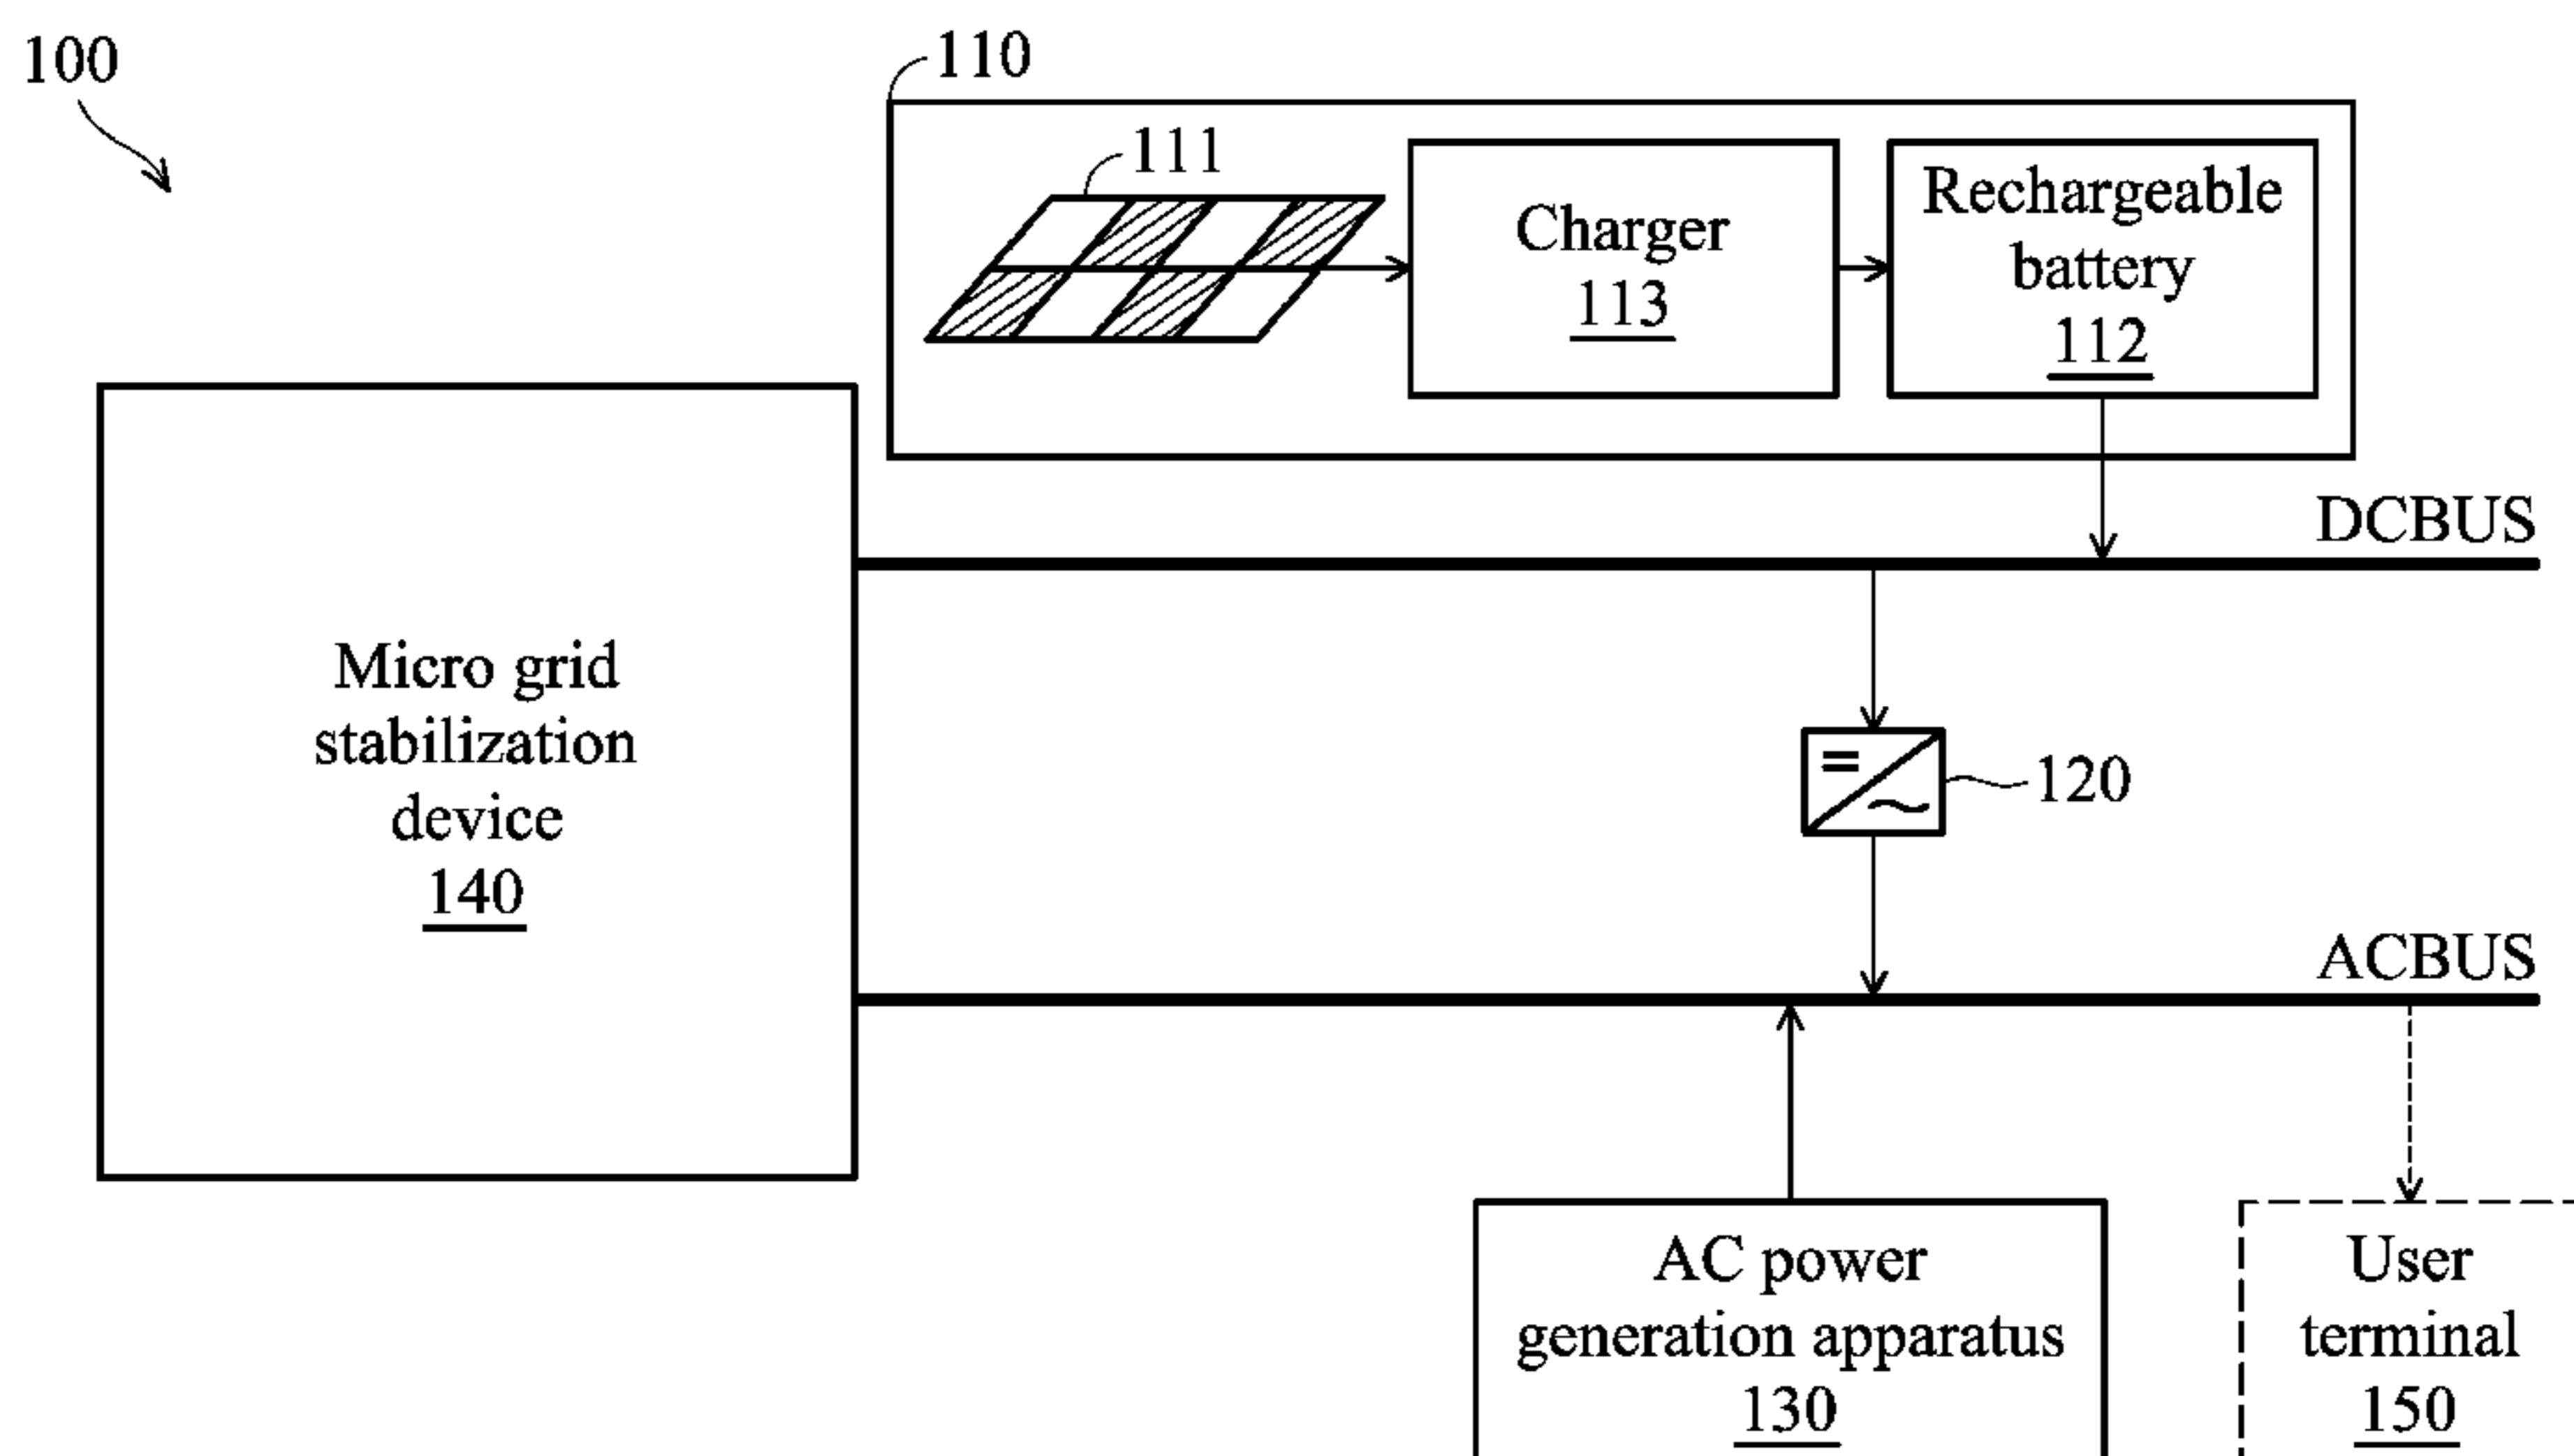 100
110
111
Charger
113
Rechargeable
battery
112
DCBUS
Micro grid
stabilization
device
140
120
ACBUS
AC power
generation apparatus
130
User
terminal
150